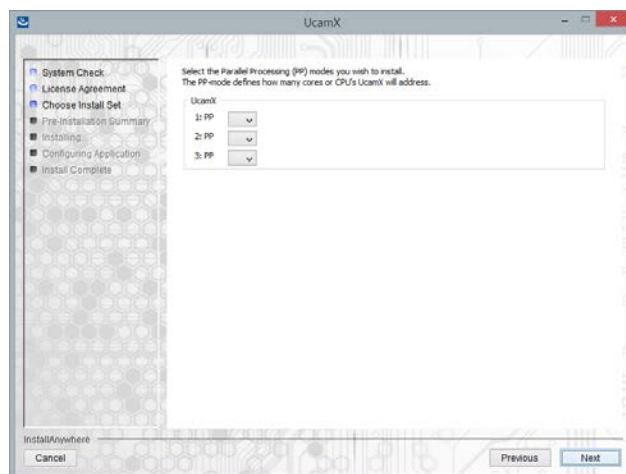 UcamX
System Check
License Agreement
Choose Install Set
Pre-Installation Summary
Installing...
Configuring Application
Install Complete
Select the Parallel Processing (PP) modes you wish to install.
The PP-mode defines how many cores or CPU's UcamX will address.
UcamX
1: PP
2: PP
3: PP
InstallAnywhere
Cancel
Previous
Next